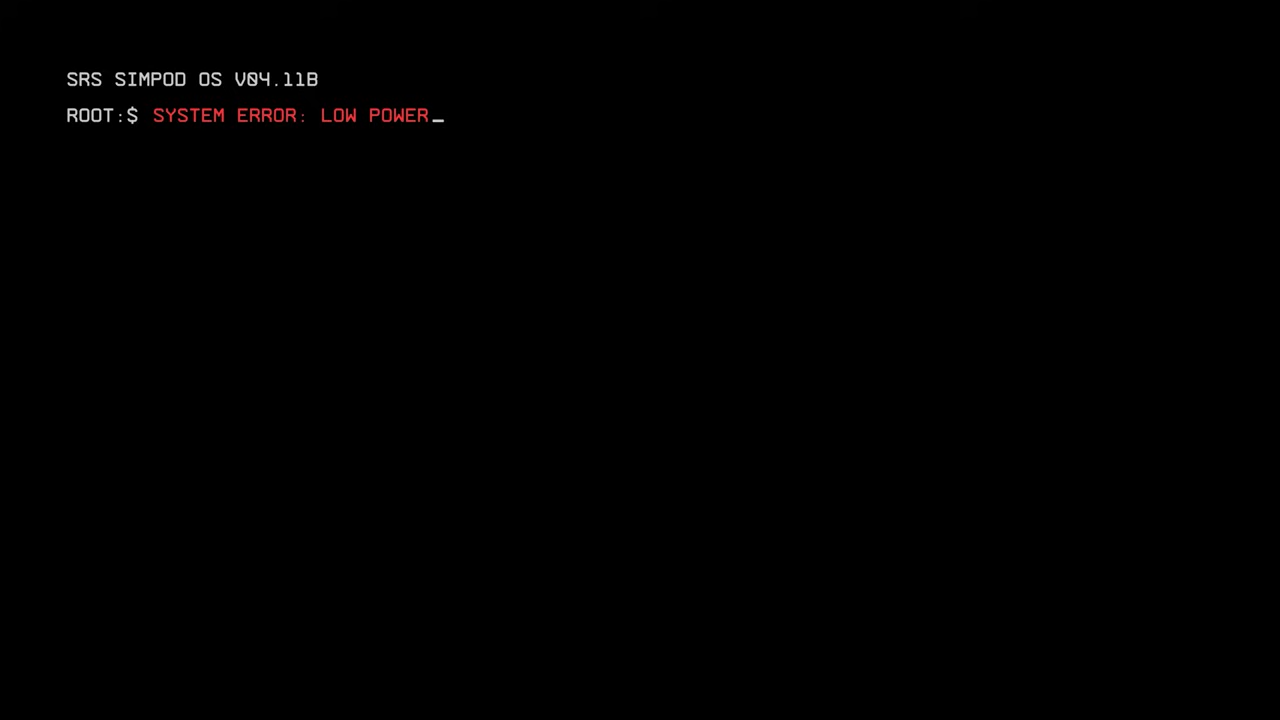 SRS SIMPOD OS V04.11B
ROOT:$ SYSTEM ERROR: LOW POWER_